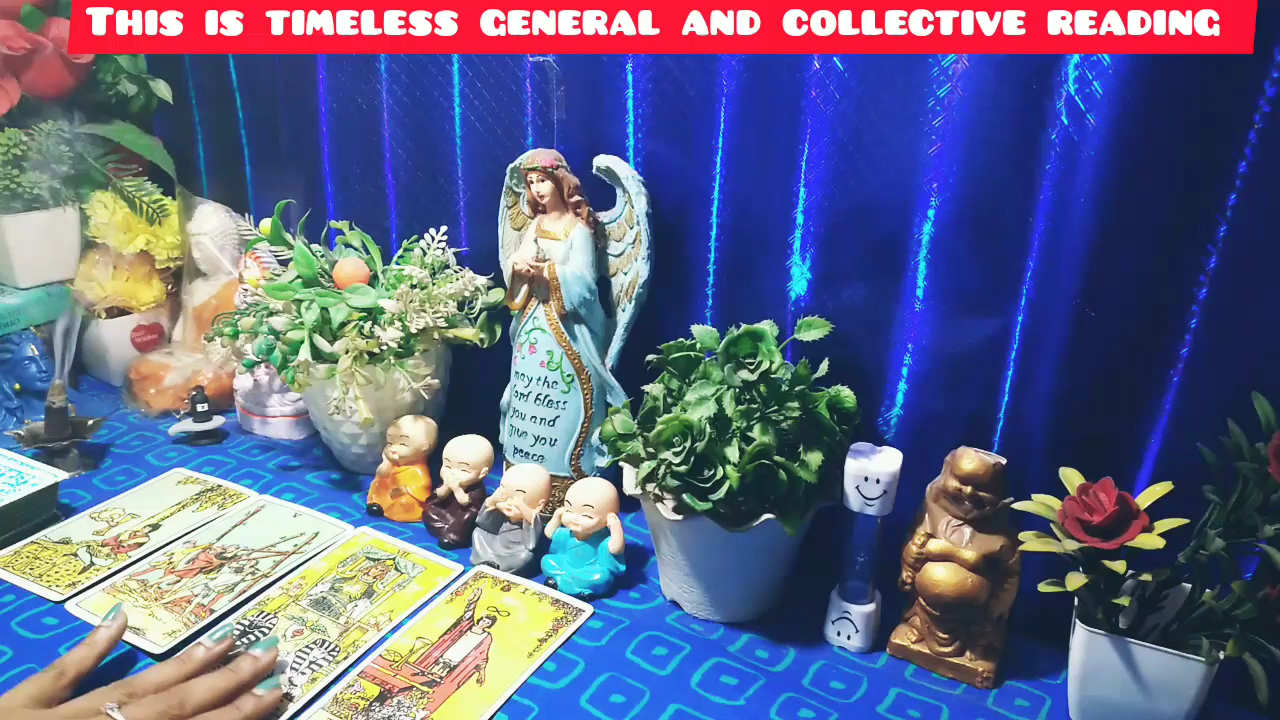 This is timeless general and collective reading
may the
lord bless
you and
give you
peace